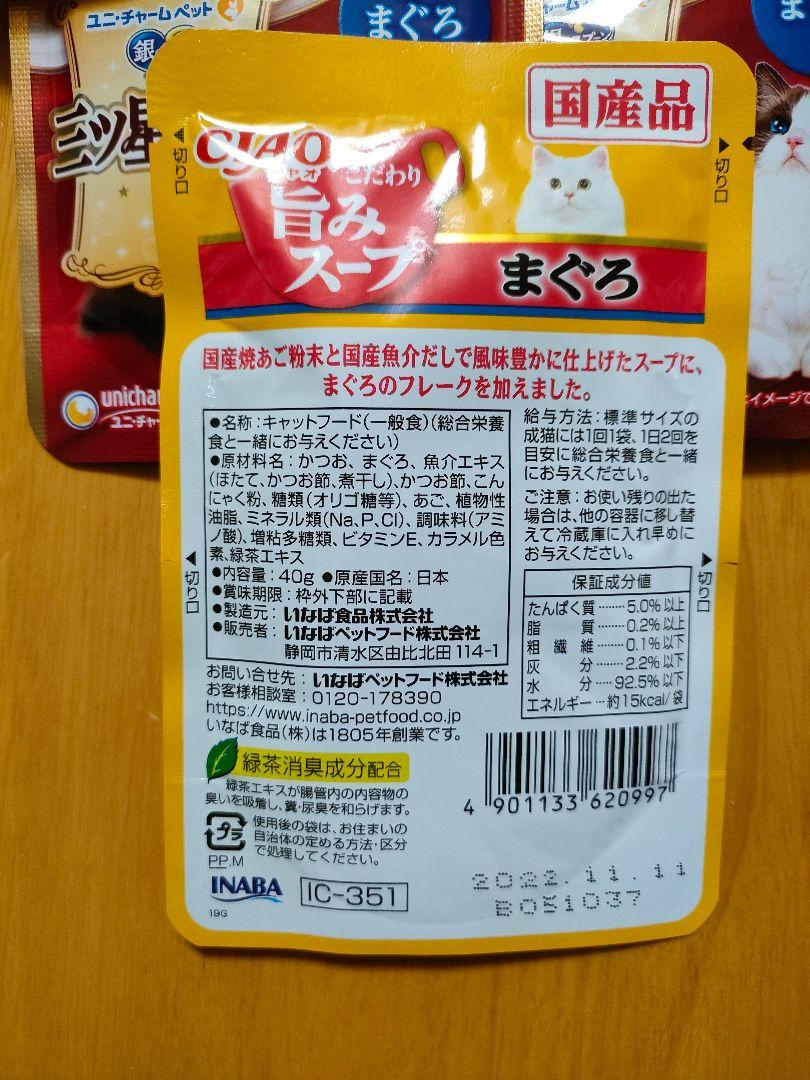 ユニ・チャーム ペット
銀
まぐろ
三ツ星
unichar
ユニ・チャー
国産品
切り口
切り口
CIAO
こだわり
旨み
スープ
まぐろ
国産焼あご粉末と国産魚介だしで風味豊かに仕上げたスープに、
まぐろのフレークを加えました。
●名称:キャットフード(一般食)(総合栄養
食と一緒にお与えください)
●原材料名:かつお、まぐろ、魚介エキス
(ほたて、かつお節、煮干し)、かつお節、こん
にゃく粉、糖類(オリゴ糖等)、あご、植物性
油脂、ミネラル類(Na、P、Cl)、調味料(アミ
ノ酸)、増粘多糖類、ビタミンE、カラメル色
素、緑茶エキス
●内容量:40g ●原産国名:日本
●賞味期限:枠外下部に記載
●製造元:いなば食品株式会社
●販売者:いなばペットフード株式会社
静岡市清水区由比北田114-1
給与方法:標準サイズの
成猫には1回1袋、1日2回を
目安に総合栄養食と一緒
にお与えください。
ご注意:お使い残りの出た
場合は、他の容器に移し替
えて冷蔵庫に入れ早めに
お与えください。
切り口
切り口
保証成分値
たんぱく質……5.0%以上
脂質……0.2%以上
粗繊維……0.1%以下
灰分……2.2%以下
水分……92.5%以下
エネルギー…約15kcal/袋
お問い合せ先:いなばペットフード株式会社
お客様相談室:0120-178390
https://www.inaba-petfood.co.jp
いなば食品(株)は1805年創業です。
緑茶消臭成分配合
緑茶エキスが腸管内の内容物の
臭いを吸着し、糞・尿臭を和らげます。
プラ
PP,M
使用後の袋は、お住まいの
自治体の定める方法・区分
で処理してください。
INABA
IC-351
19G
4 901133 620997
2022.11.11
B051037